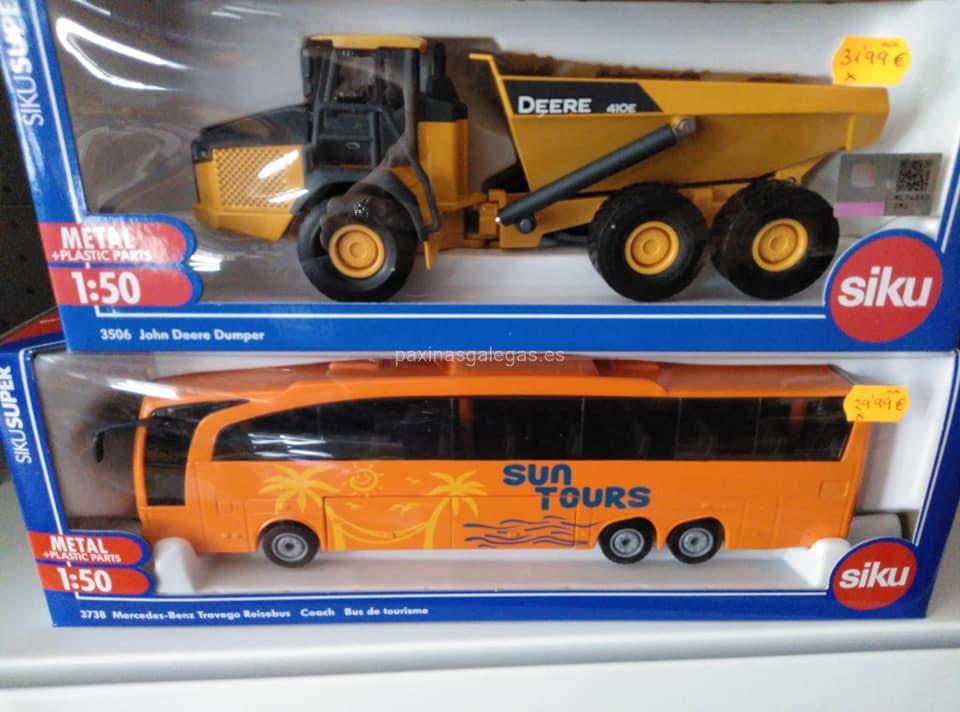 SIKUSUPER
31'99 €
x
DEERE 410E
METAL
+PLASTIC PARTS
1:50
siku
3506 John Deere Dumper
paxinasgalegas.es
SIKUSUPER
29'99 €
x
SUN
TOURS
METAL
+PLASTIC PARTS
1:50
siku
3738 Mercedes-Benz Travego Reisebus Coach Bus de tourisme